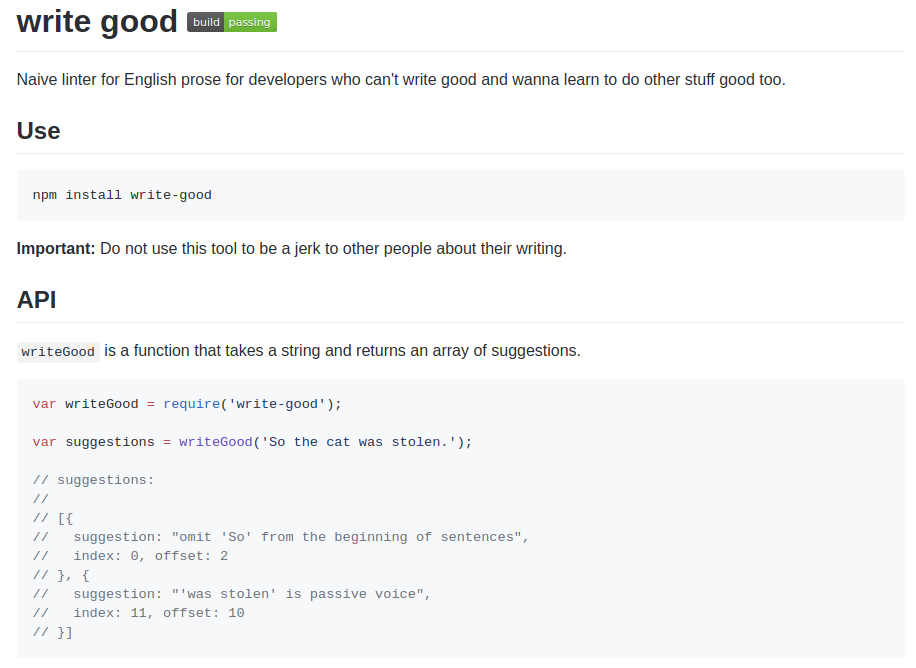 write good build passing
Naive linter for English prose for developers who can't write good and wanna learn to do other stuff good too.
Use
npm install write-good
Important: Do not use this tool to be a jerk to other people about their writing.
API
writeGood is a function that takes a string and returns an array of suggestions.
var writeGood = require('write-good');
var suggestions = writeGood('So the cat was stolen.');
// suggestions:
//
// [{
//   suggestion: "omit 'So' from the beginning of sentences",
//   index: 0, offset: 2
// }, {
//   suggestion: "'was stolen' is passive voice",
//   index: 11, offset: 10
// }]